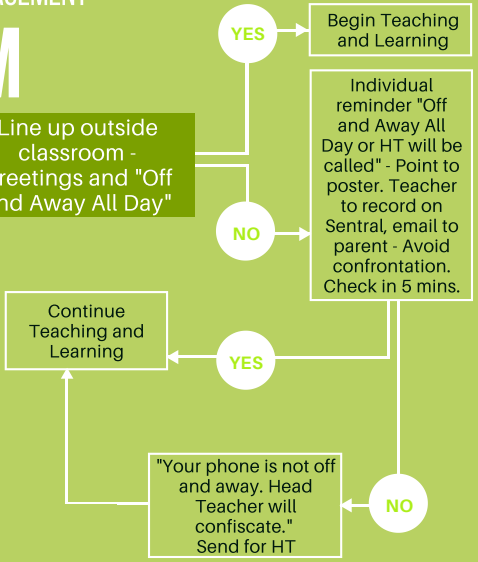 M
YES
Begin Teaching
and Learning
Line up outside
classroom -
and "Off
Away All Day"
Individual
reminder "Off
and Away All
Day or HT will be
called" - Point to
poster. Teacher
to record on
Sentral, email to
parent - Avoid
confrontation.
Check in 5 mins.
NO
Continue
Teaching and
Learning
YES
"Your phone is not off
and away. Head
Teacher will
confiscate."
Send for HT
NO